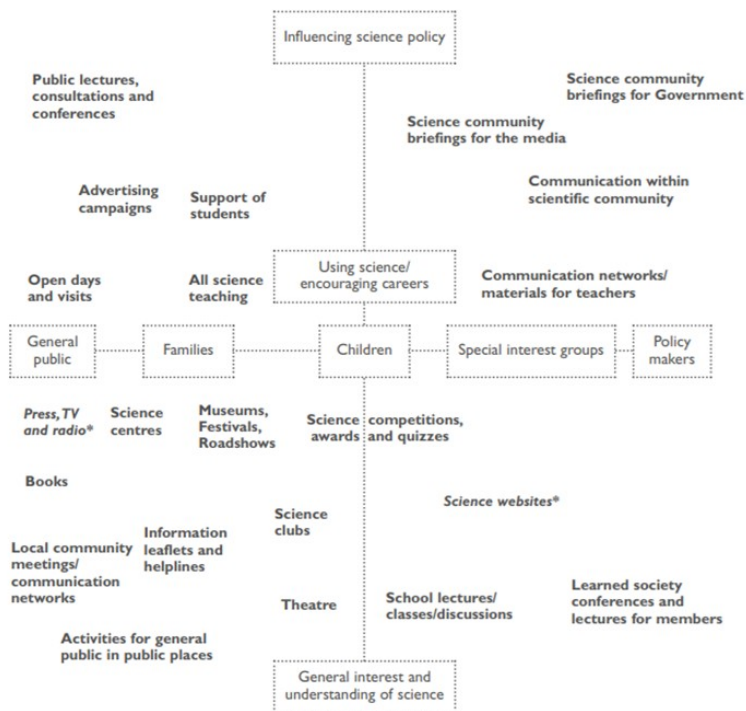 Influencing science policy
Public lectures,
consultations and
conferences
Science community
briefings for Government
Science community
briefings for the media
Advertising
campaigns
Support of
students
Communication within
scientific community
Open days
and visits
All science
teaching
Using science/
encouraging careers
Communication networks/
materials for teachers
General
public
Families
Children
Special interest groups
Policy
makers
Press, TV
and radio*
Science
centres
Museums,
Festivals,
Roadshows
Science competitions,
awards and quizzes
Books
Science websites*
Science
clubs
Information
leaflets and
helplines
Local community
meetings/
communication
networks
Theatre
School lectures/
classes/discussions
Learned society
conferences and
lectures for members
Activities for general
public in public places
General interest and
understanding of science